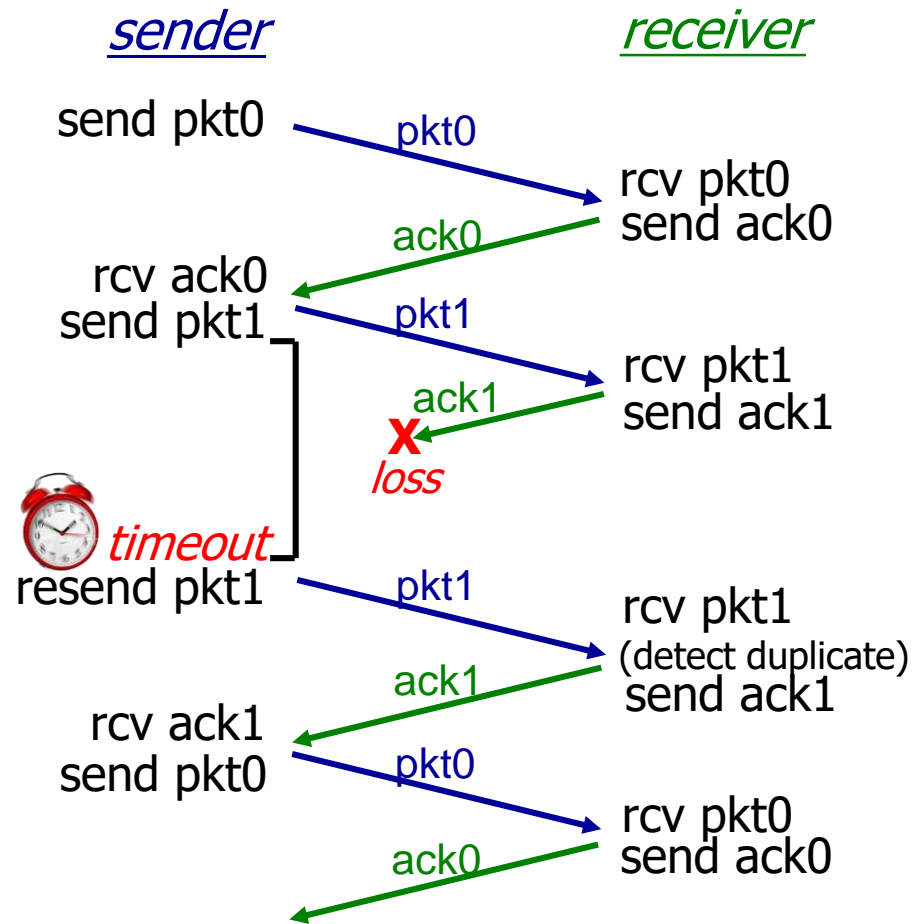 sender
receiver
send pkt0
pkt0
rcv pkt0
send ack0
ack0
rcv ack0
send pkt1
pkt1
rcv pkt1
send ack1
ack1
X
loss
timeout
resend pkt1
pkt1
rcv pkt1
(detect duplicate)
send ack1
ack1
rcv ack1
send pkt0
pkt0
rcv pkt0
send ack0
ack0